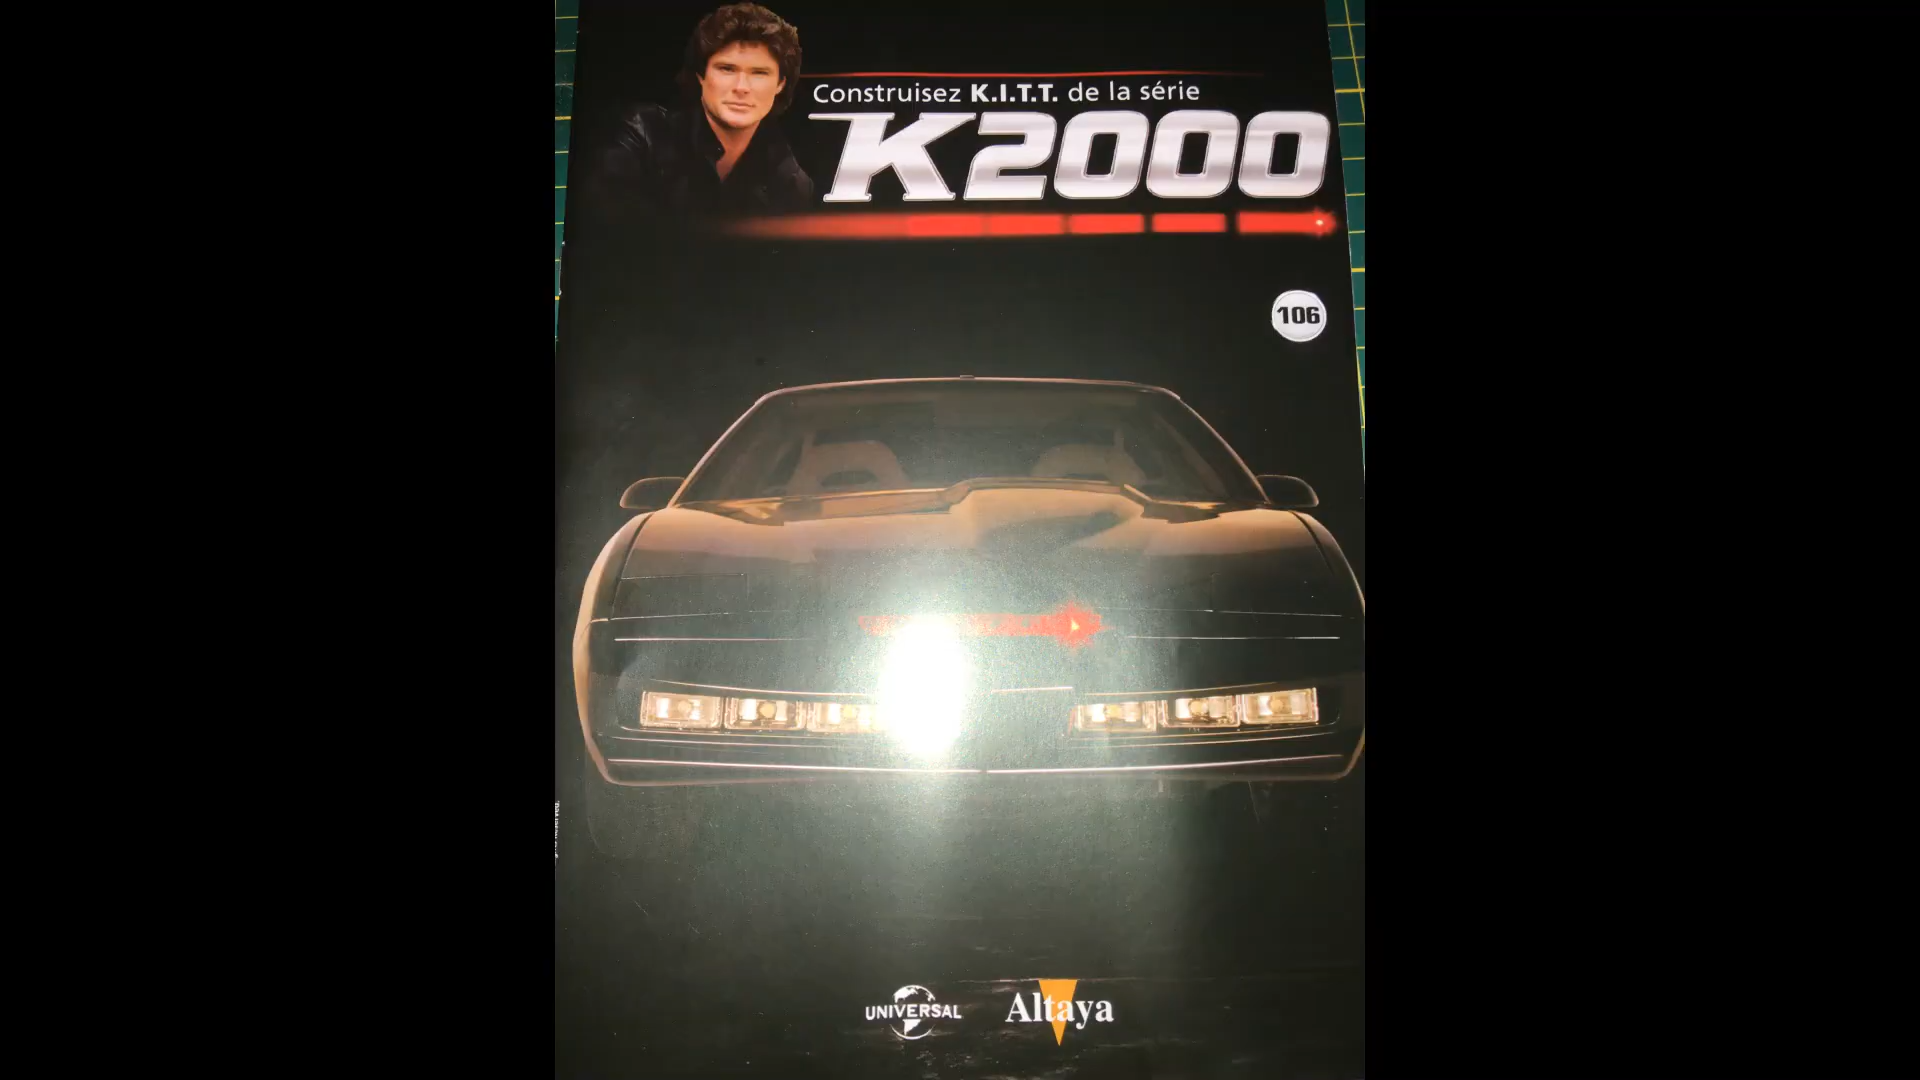 Construisez K.I.T.T. de la série
K2000
106
UNIVERSAL
Altaya